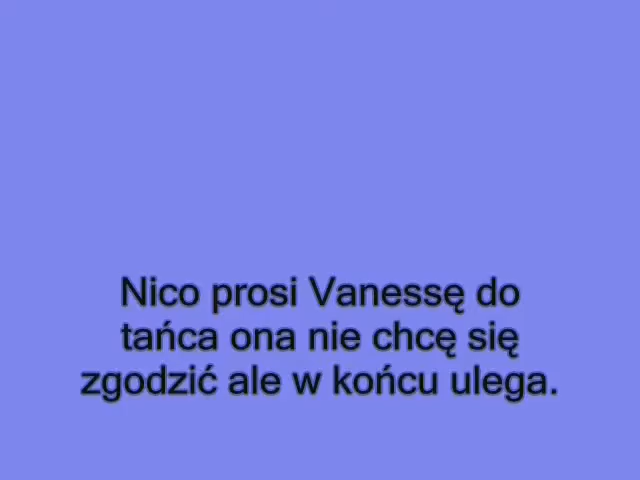 Nico prosi Vanessę do
tańca ona nie chcę się
zgodzić ale w końcu ulega.